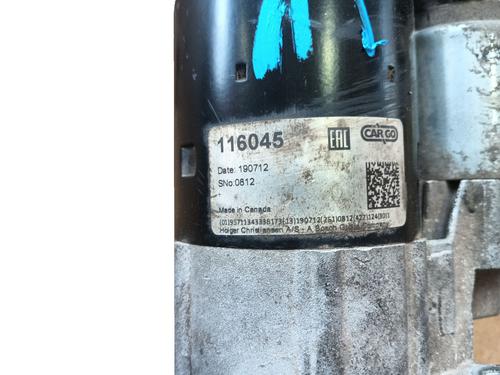 116045
EAC
CARGO
Date: 190712
SNo:0812
Made in Canada
Holger Christiansen A/S - A Bosch